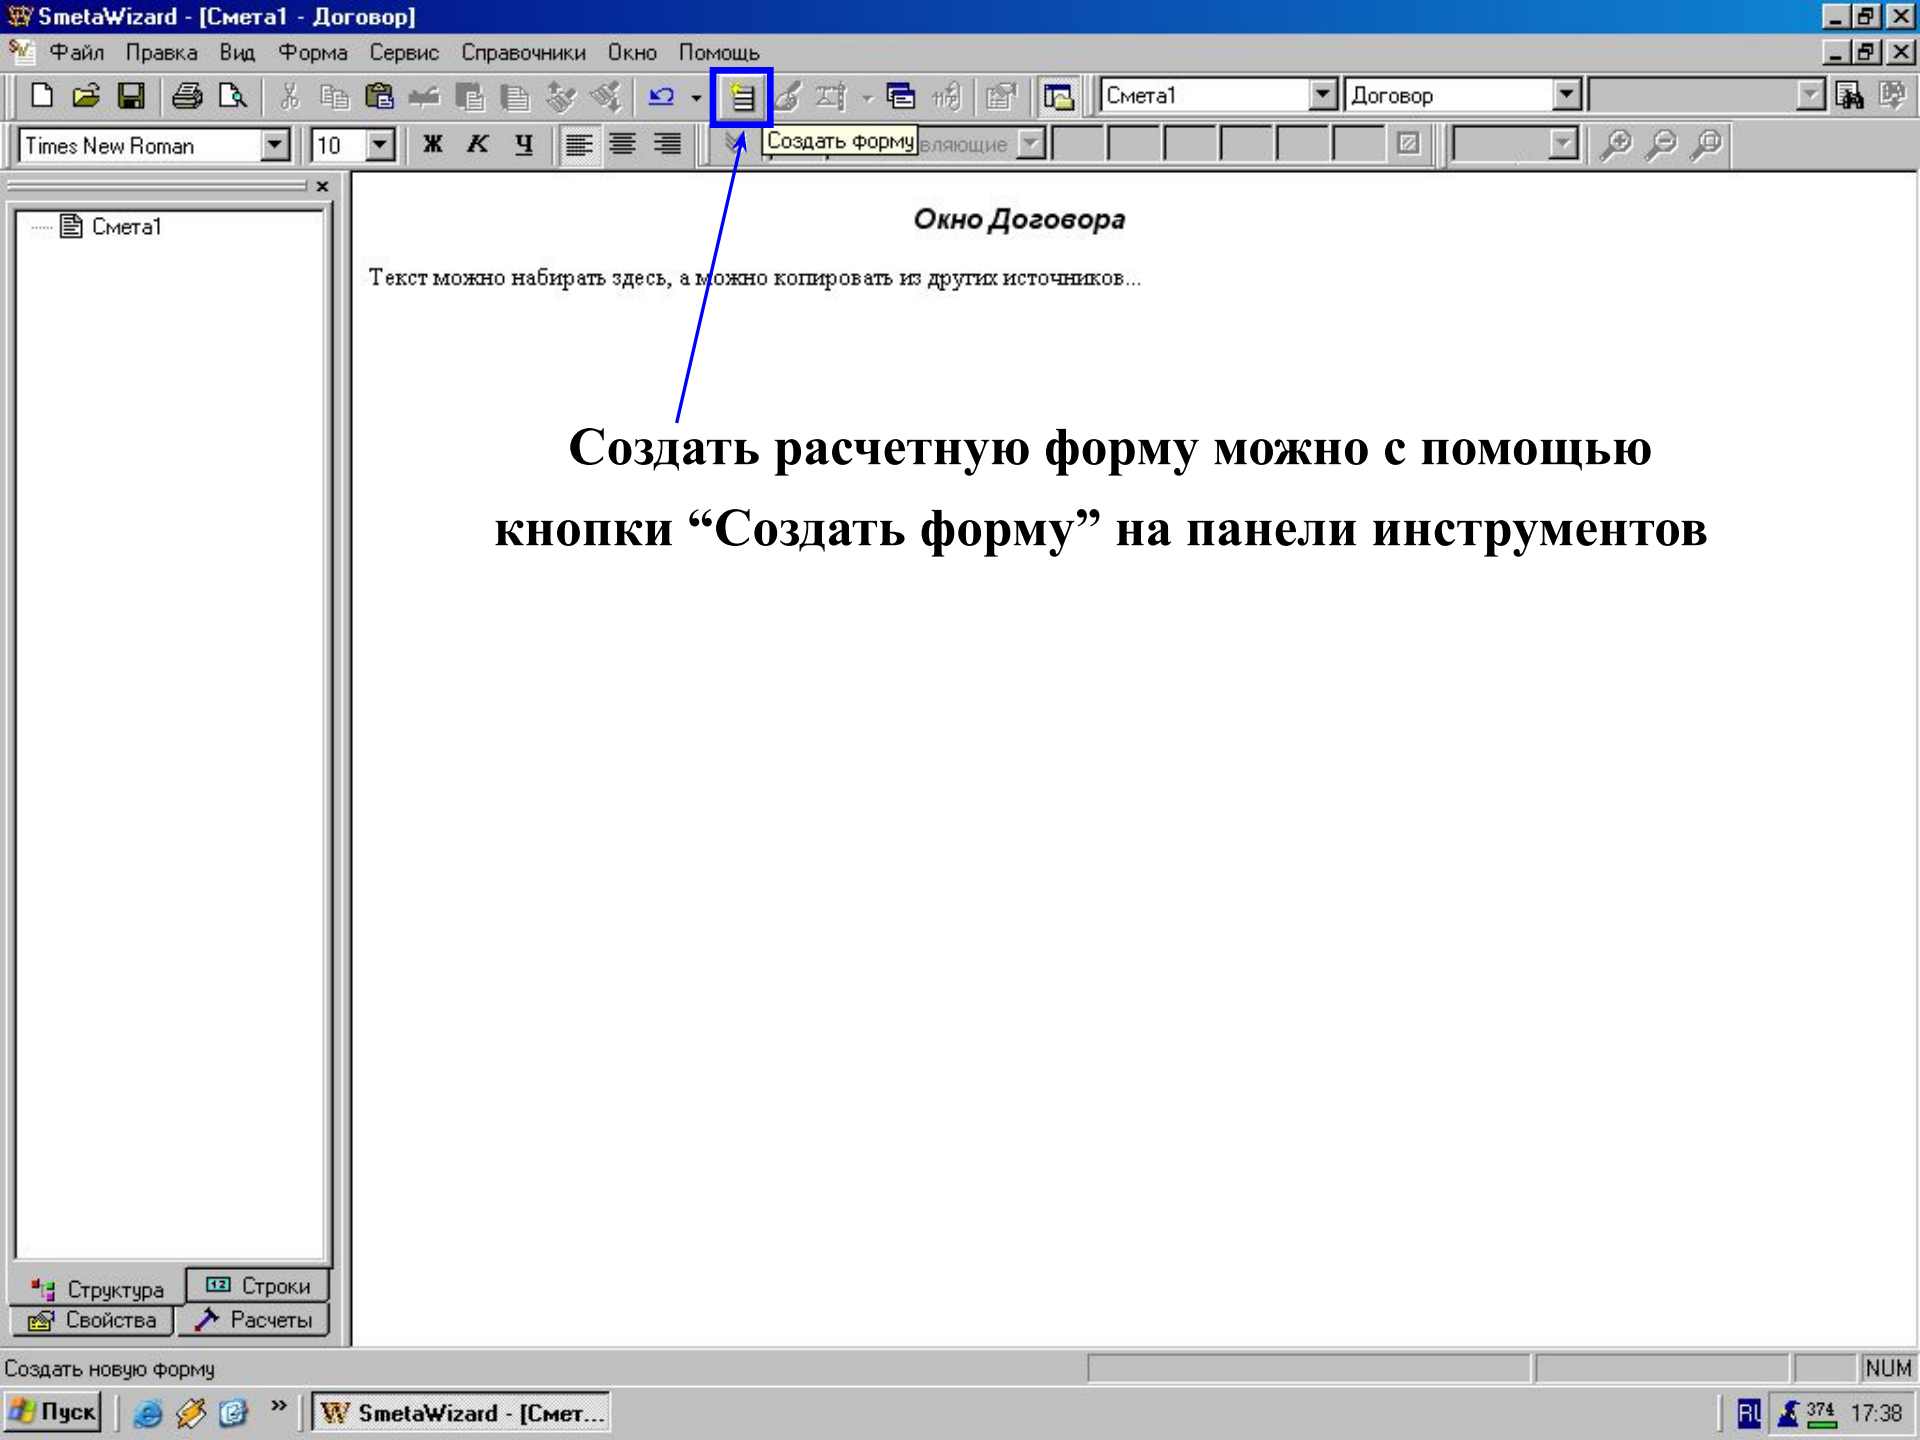 SmetaWizard - [Смета1 - Договор]
Файл Правка Вид Форма Сервис Справочники Окно Помощь
Смета1 Договор
Times New Roman 10 Ж К Ч Создать форму вляющие
Смета1
Окно Договора
Текст можно набирать здесь, а можно копировать из других источников...
Создать расчетную форму можно с помощью
кнопки “Создать форму” на панели инструментов
Структура Строки
Свойства Расчеты
Создать новую форму NUM
Пуск » SmetaWizard - [Смет... RU 374 17:38